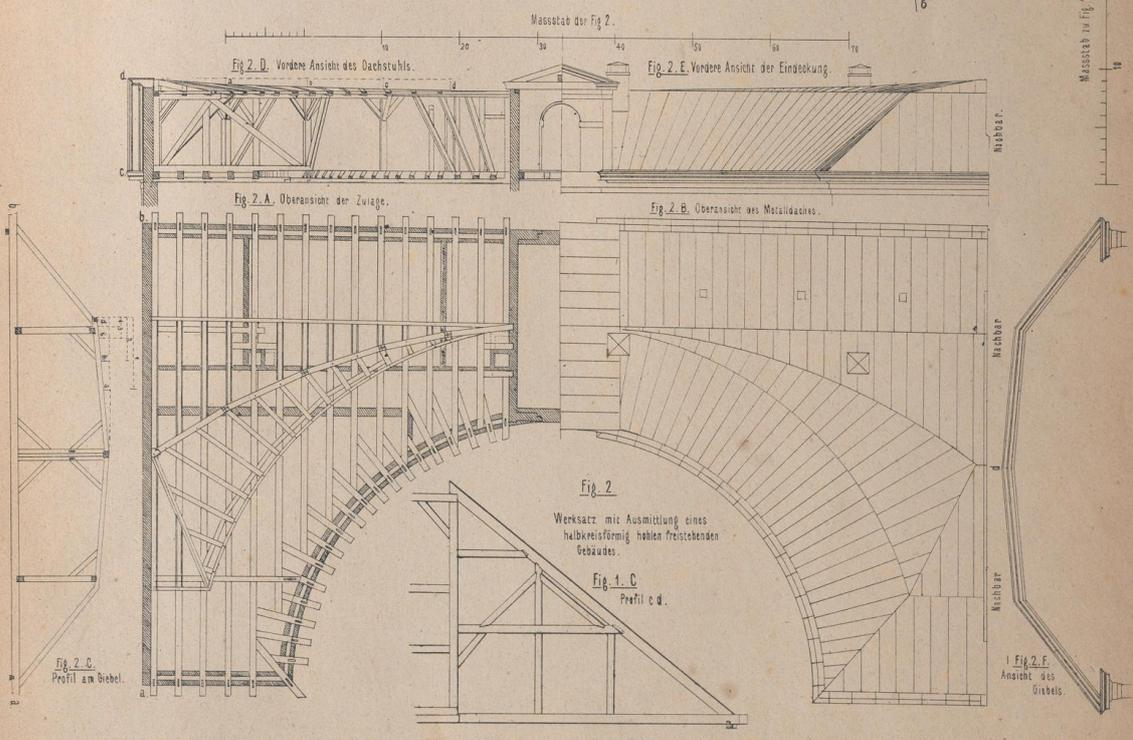 Massstab der Fig 2.
10 20 30 40 50 60 70
Massstab zu Fig
10
Fig 2. D. Vordere Ansicht des Dachstuhls.
Fig. 2. E. Vordere Ansicht der Eindeckung.
d.
a b c d
c.
Nachbar.
Fig. 2. A. Oberansicht der Zulage.
Fig. 2. B. Oberansicht des Metalldaches.
b.
b
Nachbar
d
Nachbar
Fig. 2
Werksatz mit Ausmittlung eines
halbkreisförmig hohlen freistehenden
Gebäudes.
Fig. 1. C
Profil c d.
Fig. 2. C.
Profil am Giebel.
a
a.
Fig. 2. F.
Ansicht des
Giebels.